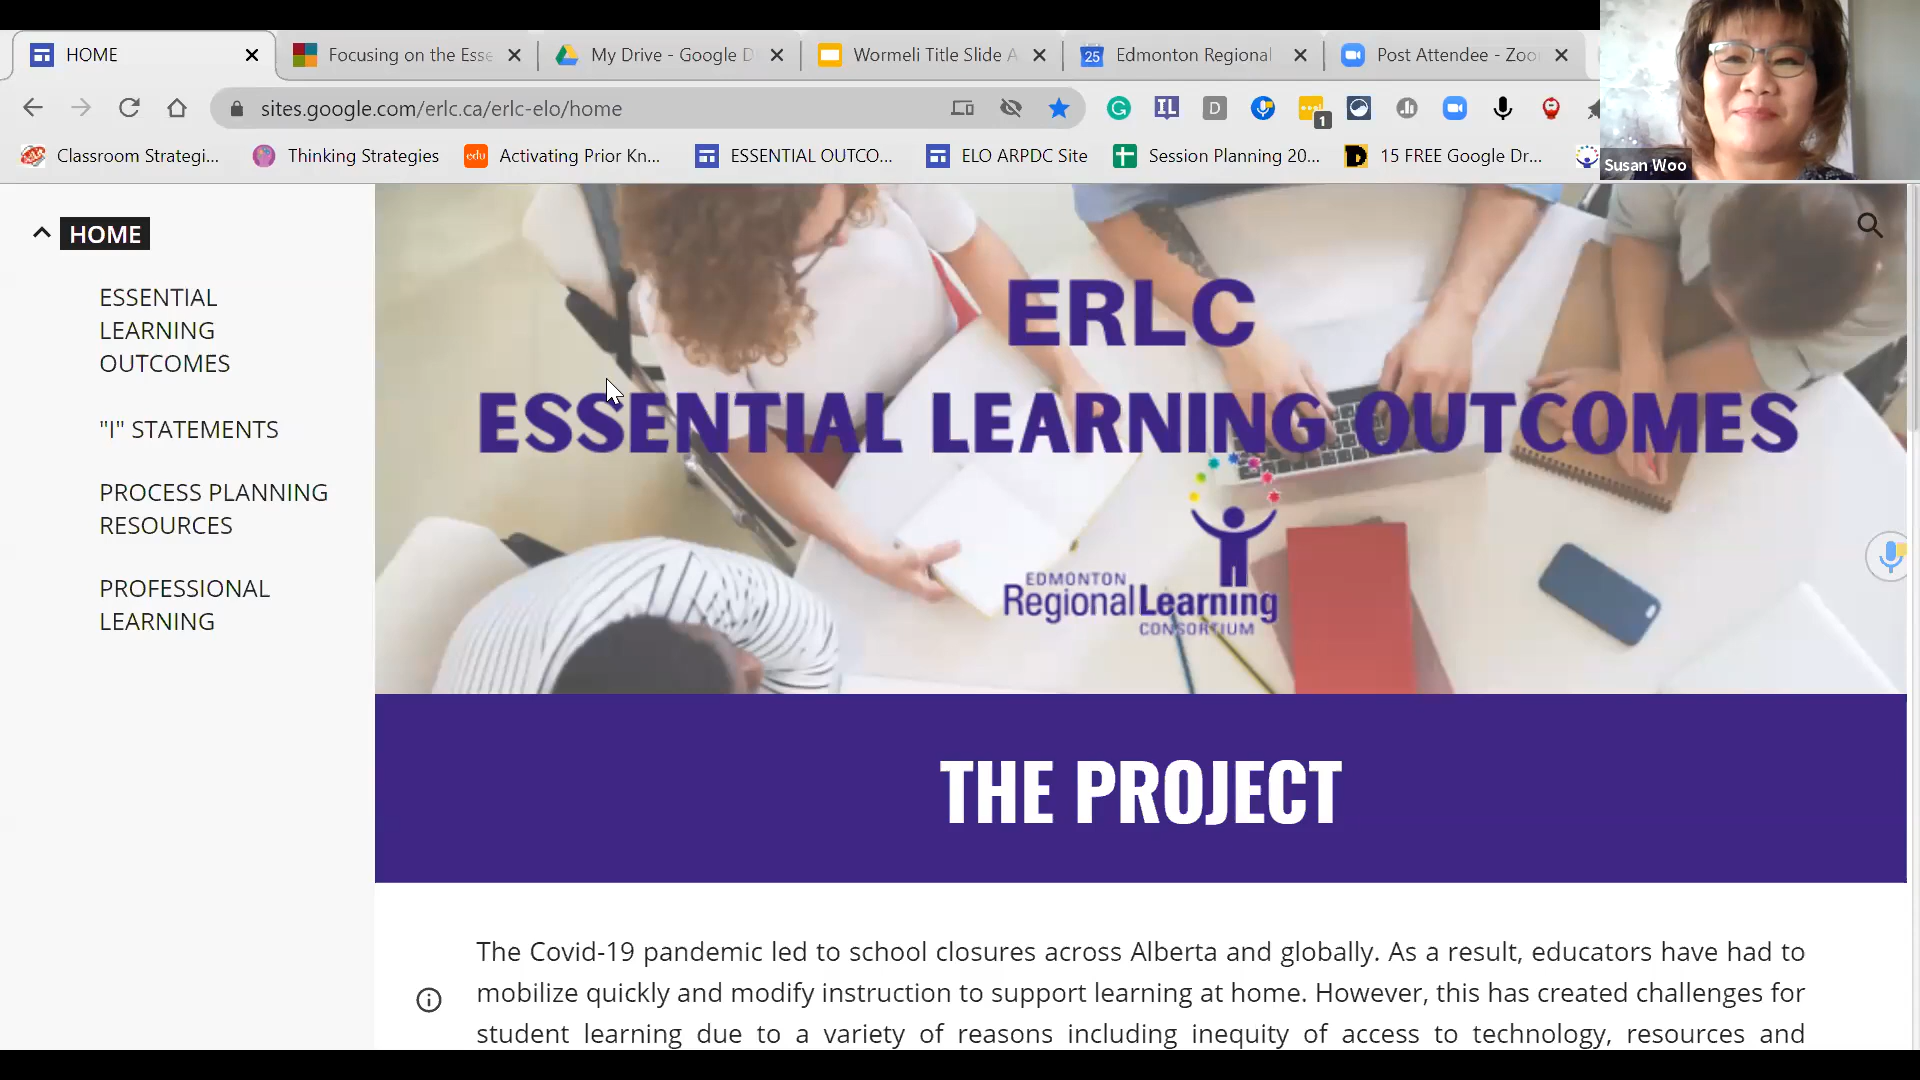 HOME
Focusing on the Esse
My Drive - Google D
Wormeli Title Slide A
25
Edmonton Regional
Post Attendee - Zoo
sites.google.com/erlc.ca/erlc-elo/home
IL
D
1
Classroom Strategi...
Thinking Strategies
edu
Activating Prior Kn...
ESSENTIAL OUTCO...
ELO ARPDC Site
Session Planning 20...
D
15 FREE Google Dr...
Susan Woo
HOME
ESSENTIAL
LEARNING
OUTCOMES
"I" STATEMENTS
PROCESS PLANNING
RESOURCES
PROFESSIONAL
LEARNING
ERLC
ESSENTIAL LEARNING OUTCOMES
EDMONTON
Regional Learning
CONSORTIUM
THE PROJECT
The Covid-19 pandemic led to school closures across Alberta and globally. As a result, educators have had to
mobilize quickly and modify instruction to support learning at home. However, this has created challenges for
student learning due to a variety of reasons including inequity of access to technology, resources and